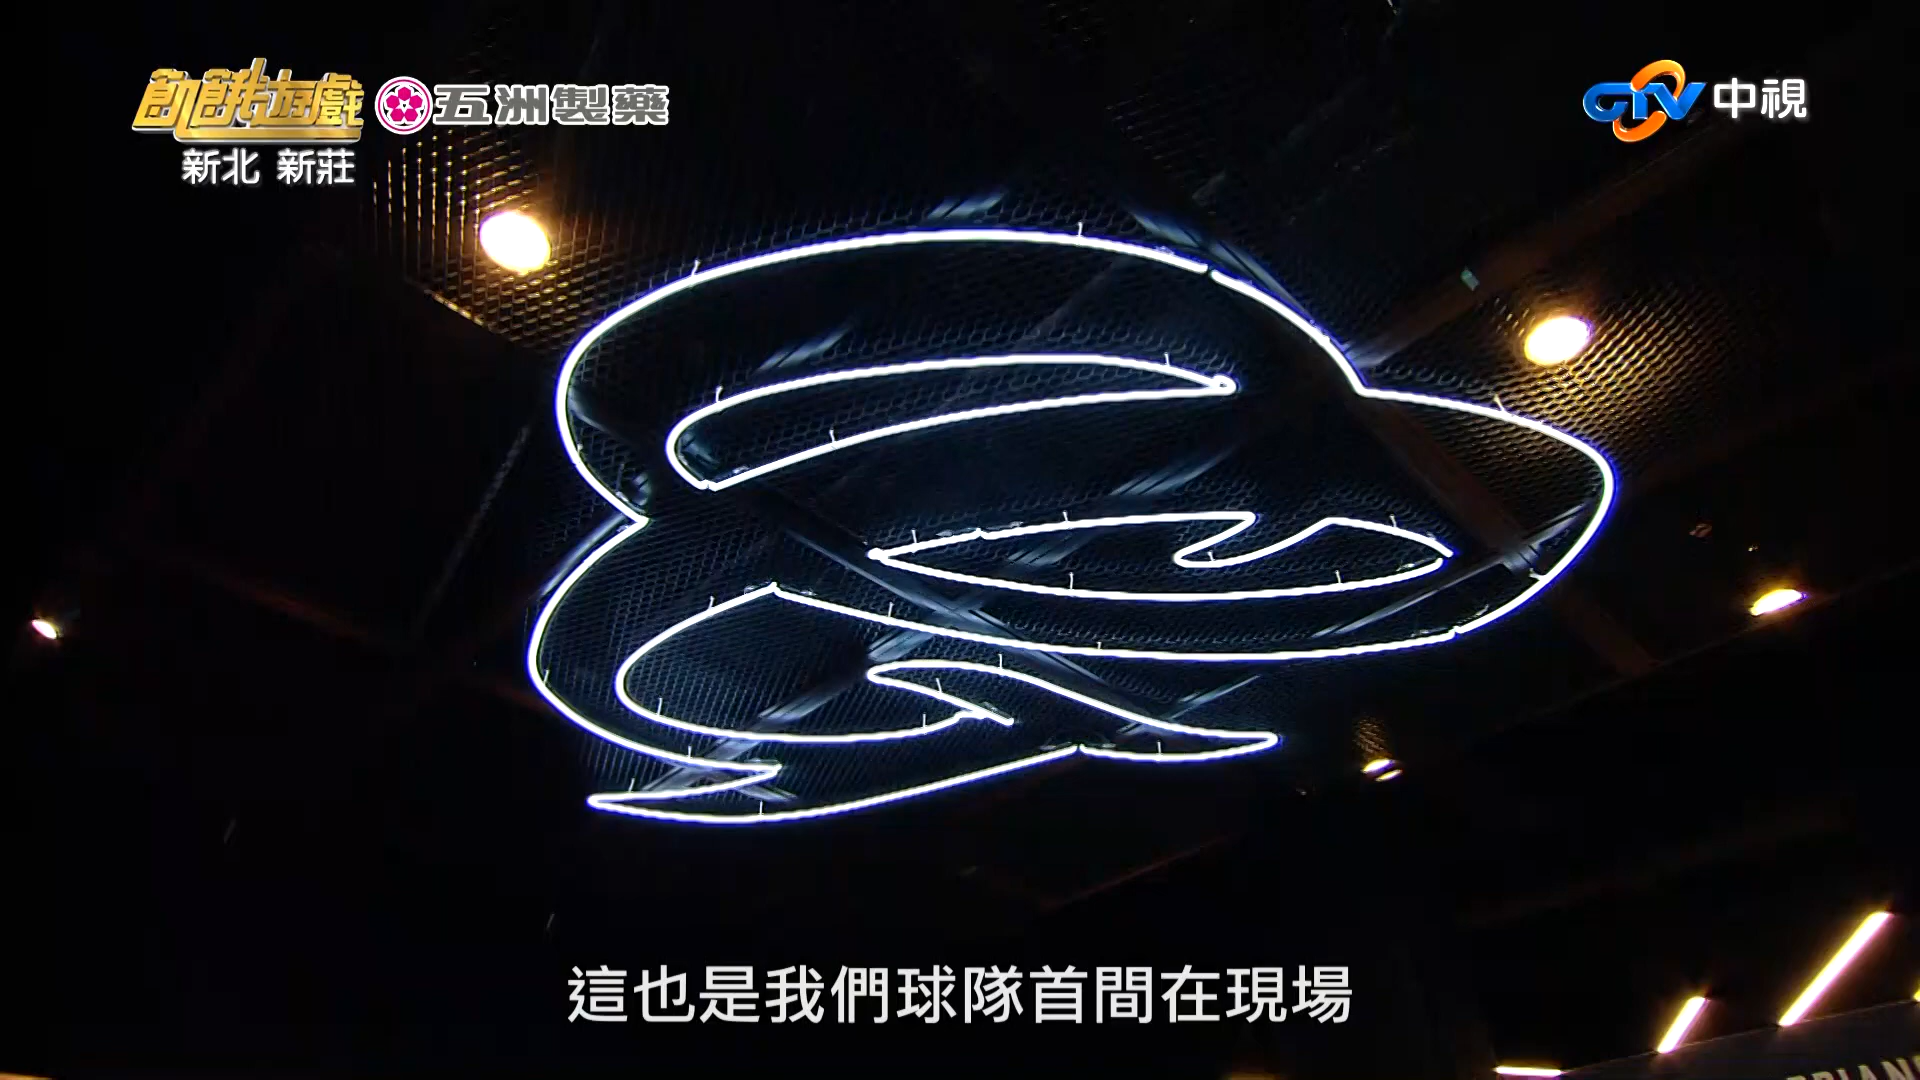 飢餓遊戲
五洲製藥
CTV 中視
新北 新莊
這也是我們球隊首間在現場